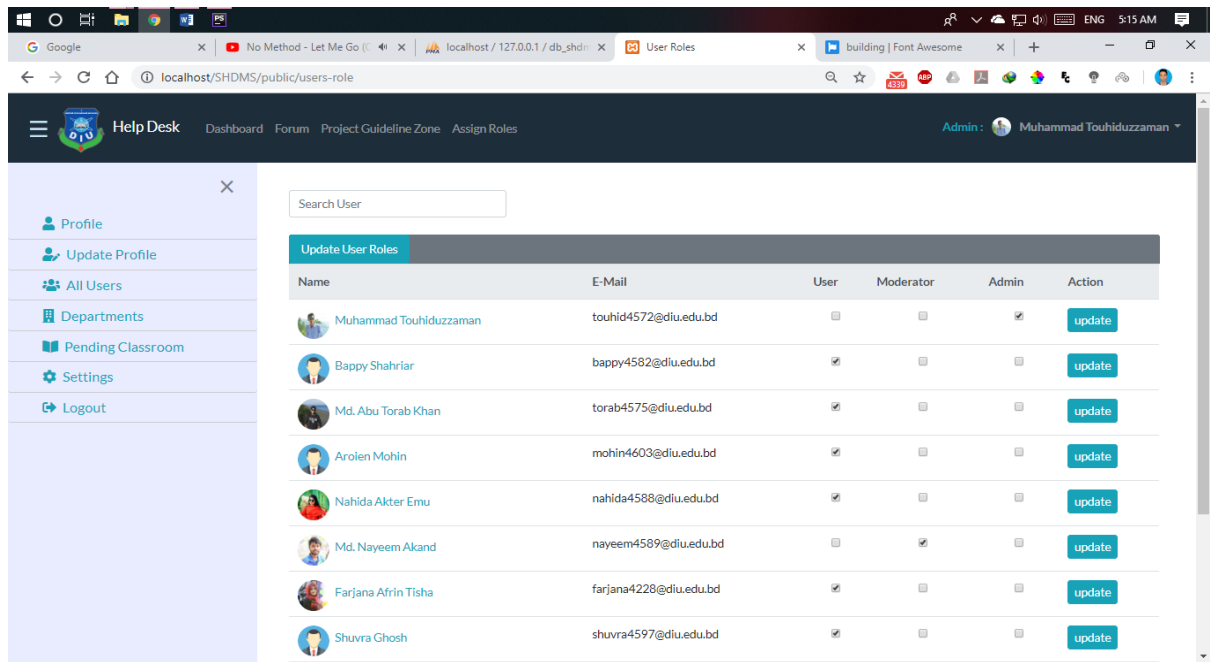 W PS ENG 5:15 AM
Google No Method - Let Me Go ( localhost / 127.0.0.1 / db_shdm User Roles building | Font Awesome
localhost/SHDMS/public/users-role 4339 ABP
DIU Help Desk Dashboard Forum Project Guideline Zone Assign Roles Admin : Muhammad Touhiduzzaman
Profile
Update Profile
All Users
Departments
Pending Classroom
Settings
Logout
Search User
Update User Roles
Name E-Mail User Moderator Admin Action
Muhammad Touhiduzzaman touhid4572@diu.edu.bd update
Bappy Shahriar bappy4582@diu.edu.bd update
Md. Abu Torab Khan torab4575@diu.edu.bd update
Aroien Mohin mohin4603@diu.edu.bd update
Nahida Akter Emu nahida4588@diu.edu.bd update
Md. Nayeem Akand nayeem4589@diu.edu.bd update
Farjana Afrin Tisha farjana4228@diu.edu.bd update
Shuvra Ghosh shuvra4597@diu.edu.bd update